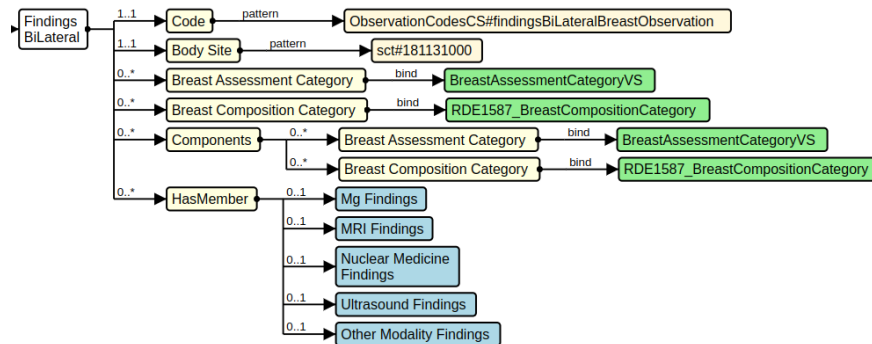 Findings
BiLateral
1..1 Code pattern ObservationCodesCS#findingsBiLateralBreastObservation
1..1 Body Site pattern sct#181131000
0..* Breast Assessment Category bind BreastAssessmentCategoryVS
0..* Breast Composition Category bind RDE1587_BreastCompositionCategory
0..* Components 0..* Breast Assessment Category bind BreastAssessmentCategoryVS
0..* Breast Composition Category bind RDE1587_BreastCompositionCategory
0..* HasMember 0..1 Mg Findings
0..1 MRI Findings
0..1 Nuclear Medicine
Findings
0..1 Ultrasound Findings
0..1 Other Modality Findings